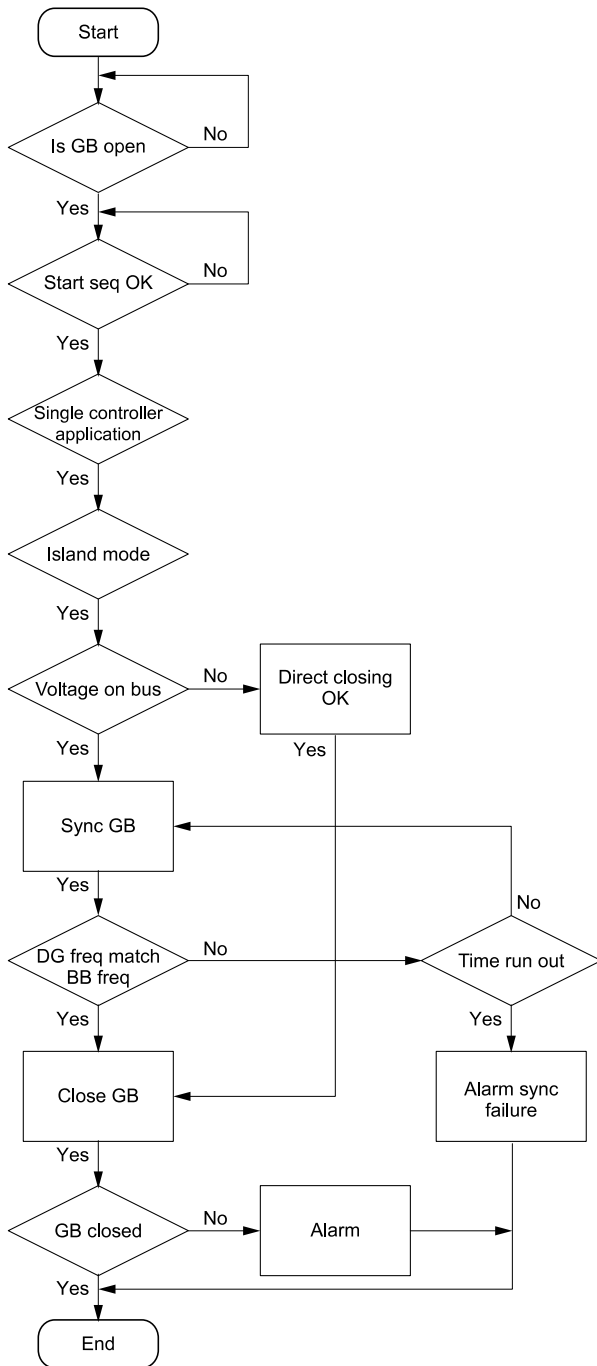 Start
No
Is GB open
Yes
No
Start seq OK
Yes
Single controller
application
Yes
Island mode
Yes
No
Voltage on bus
Direct closing
OK
Yes
Yes
Sync GB
Yes
No
DG freq match
BB freq
No
Time run out
Yes
Yes
Close GB
Alarm sync
failure
Yes
No
GB closed
Alarm
Yes
End